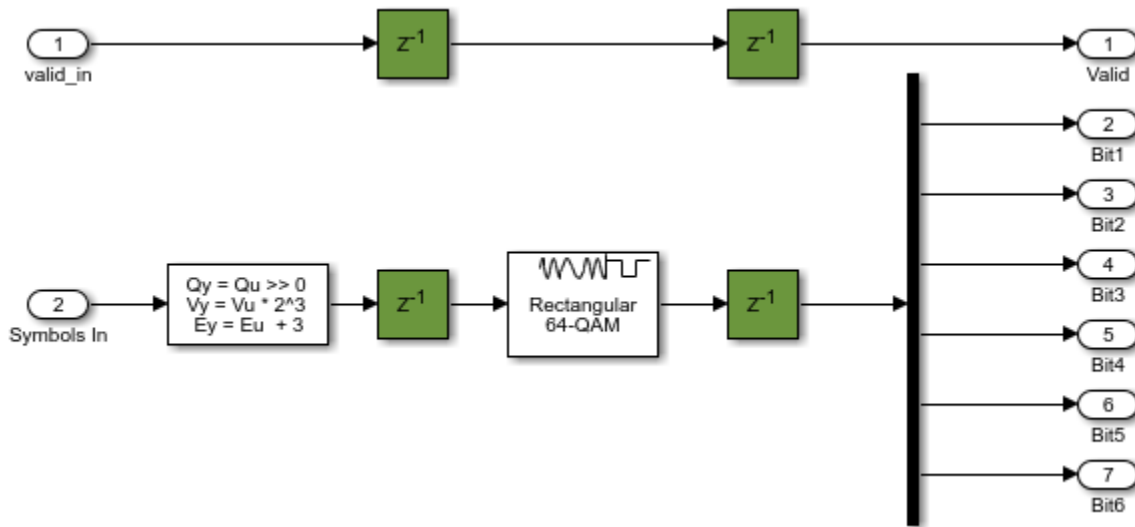 1
valid_in
z-1
z-1
1
Valid
2
Bit1
3
Bit2
4
Bit3
5
Bit4
6
Bit5
7
Bit6
2
Symbols In
Qy = Qu >> 0
Vy = Vu * 2^3
Ey = Eu + 3
z-1
Rectangular
64-QAM
z-1